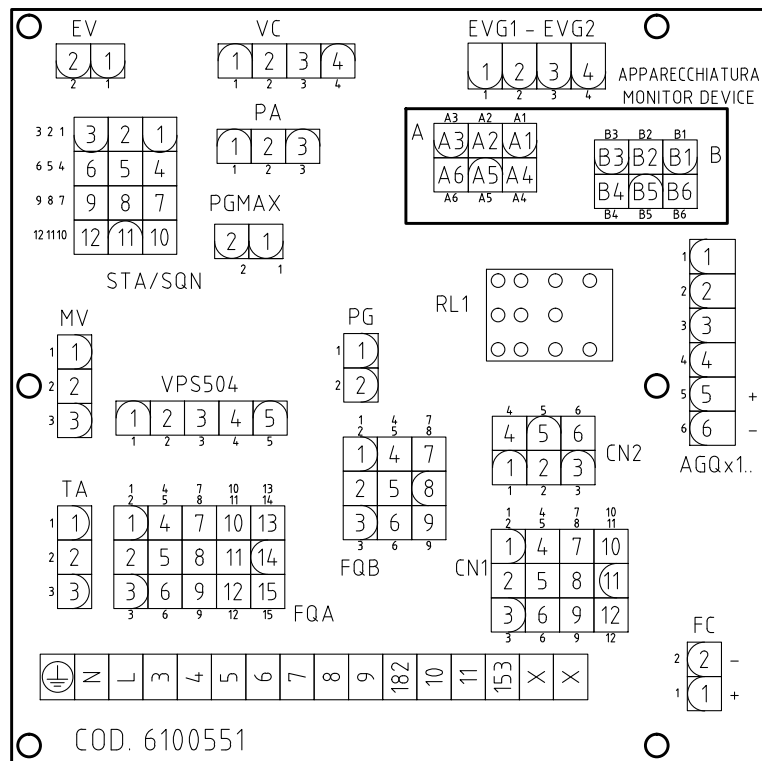 EV
2 1
2 1
VC
1 2 3 4
1 2 3 4
EVG1 - EVG2
1 2 3 4
1 2 3 4
APPARECCHIATURA
MONITOR DEVICE
PA
1 2 3
1 2 3
A
A3 A2 A1
A3 A2 A1
A6 A5 A4
A6 A5 A4
B3 B2 B1
B3 B2 B1
B4 B5 B6
B4 B5 B6
B
3 2 1 3 2 1
6 5 4 6 5 4
9 8 7 9 8 7
12 11 10 12 11 10
STA/SQN
PGMAX
2 1
2 1
RL1
1 1
2 2
3 3
4 4
5 5 +
6 6 -
AGQx1..
MV
1 1
2 2
3 3
VPS504
1 2 3 4 5
1 2 3 4 5
PG
1 1
2 2
4 5 6
4 5 6
1 2 3
1 2 3
CN2
1 4 7
2 5 8
1 4 7
2 5 8
3 6 9
3 6 9
FQB
TA
1 1
2 2
3 3
1 4 7 10 13
2 5 8 11 14
1 4 7 10 13
2 5 8 11 14
3 6 9 12 15
3 6 9 12 15
FQA
1 4 7 10
2 5 8 11
1 4 7 10
2 5 8 11
3 6 9 12
3 6 9 12
CN1
FC
2 2 -
1 1 +
N L 3 4 5 6 7 8 9 182 10 11 153 X X
COD. 6100551